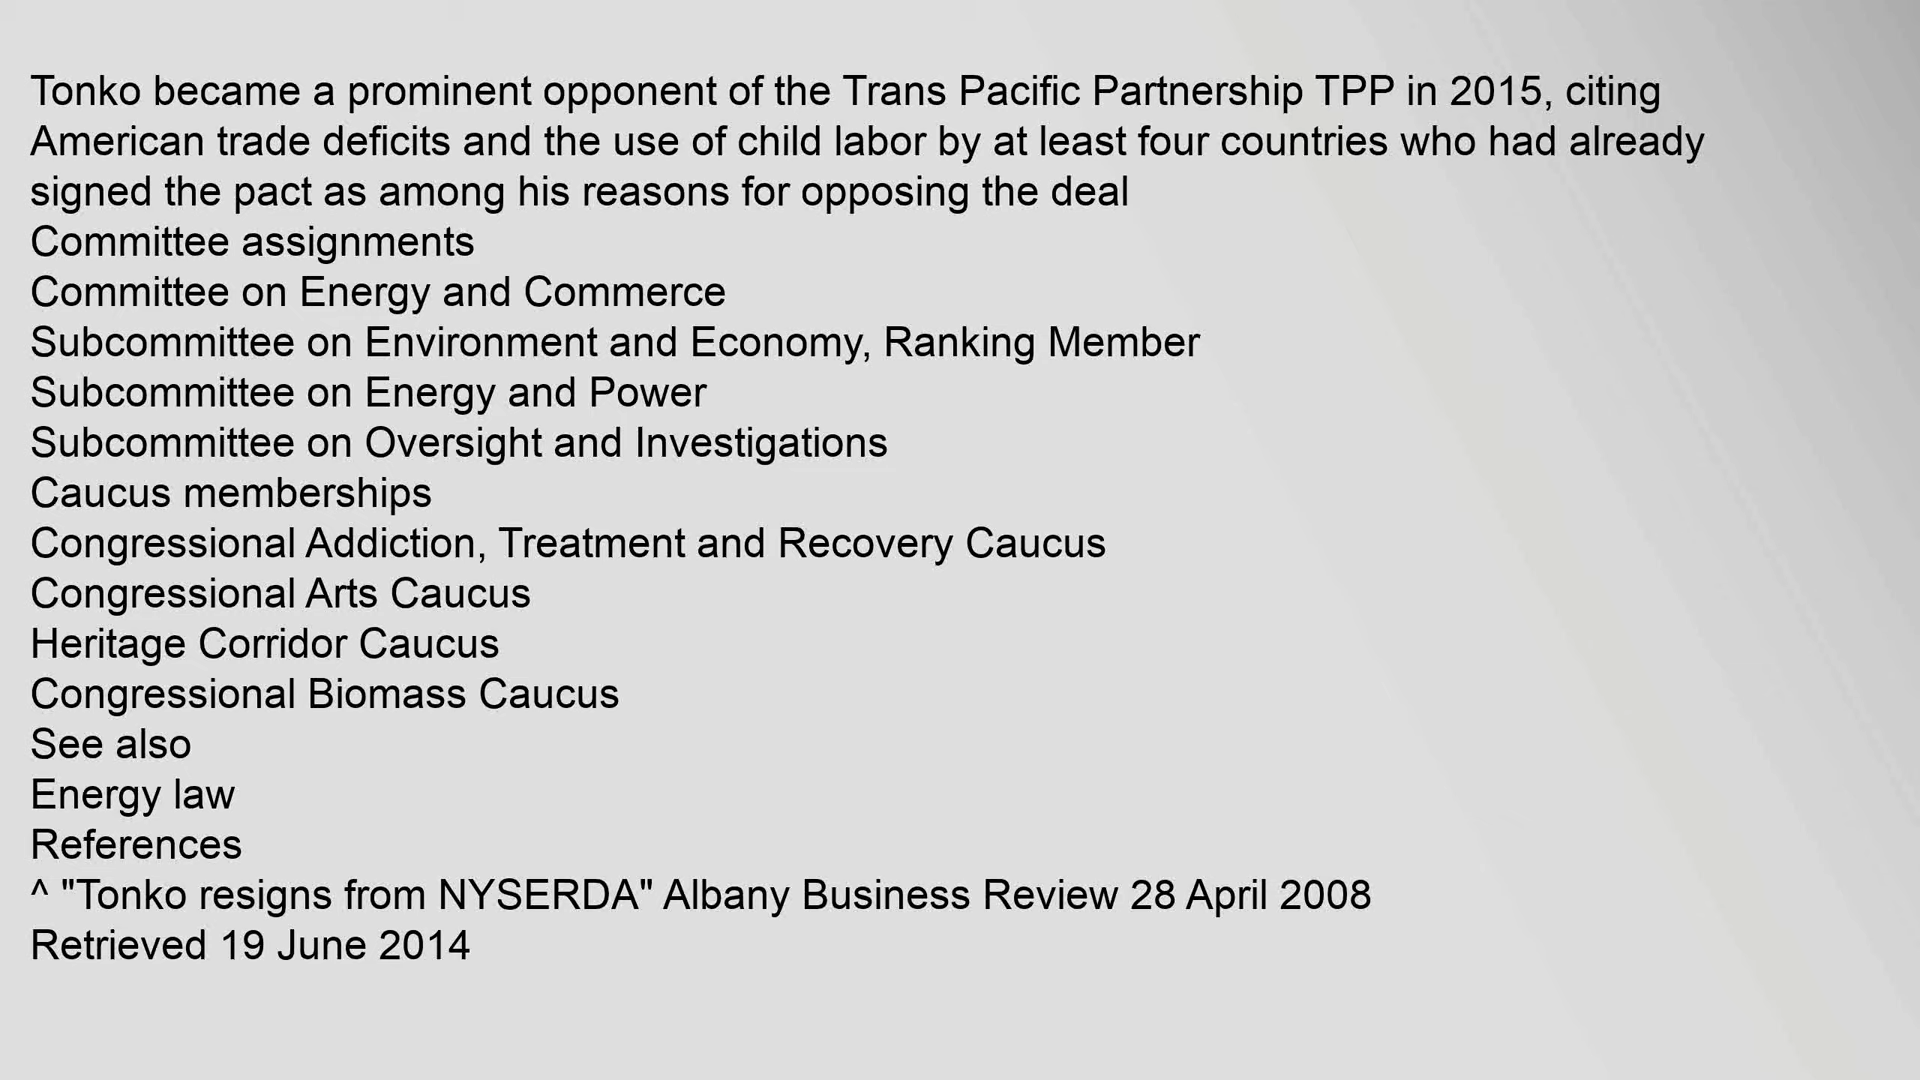 Tonko became a prominent opponent of the Trans Pacific Partnership TPP in 2015, citing
American trade deficits and the use of child labor by at least four countries who had already
signed the pact as among his reasons for opposing the deal
Committee assignments
Committee on Energy and Commerce
Subcommittee on Environment and Economy, Ranking Member
Subcommittee on Energy and Power
Subcommittee on Oversight and Investigations
Caucus memberships
Congressional Addiction, Treatment and Recovery Caucus
Congressional Arts Caucus
Heritage Corridor Caucus
Congressional Biomass Caucus
See also
Energy law
References
^ "Tonko resigns from NYSERDA" Albany Business Review 28 April 2008
Retrieved 19 June 2014